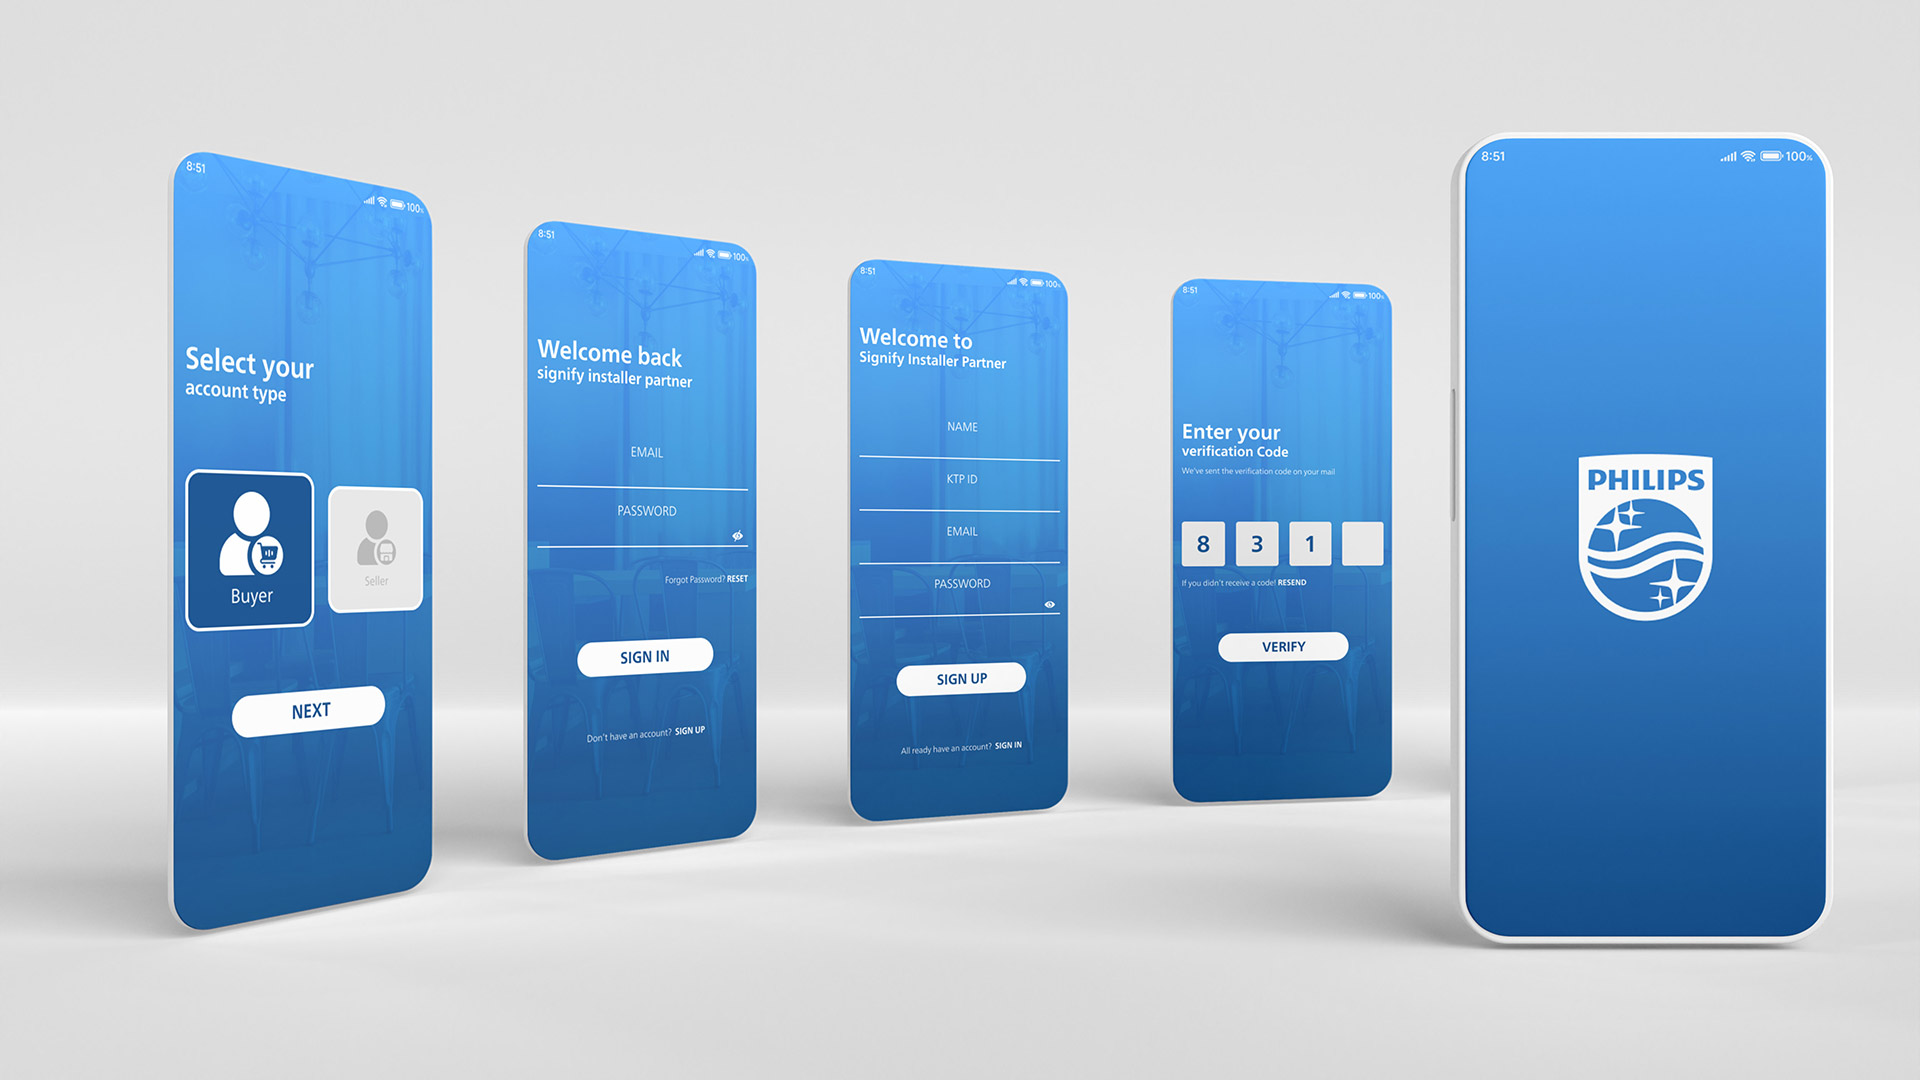 8:51
100%
Select your
account type
Buyer
Seller
NEXT
8:51
100%
Welcome back
signify installer partner
EMAIL
PASSWORD
Forgot Password? RESET
SIGN IN
Don't have an account? SIGN UP
8:51
100%
Welcome to
Signify Installer Partner
NAME
KTP ID
EMAIL
PASSWORD
SIGN UP
All ready have an account? SIGN IN
8:51
100%
Enter your
verification Code
We've sent the verification code on your mail
8 3 1
If you didn't receive a code! RESEND
VERIFY
8:51
100%
PHILIPS